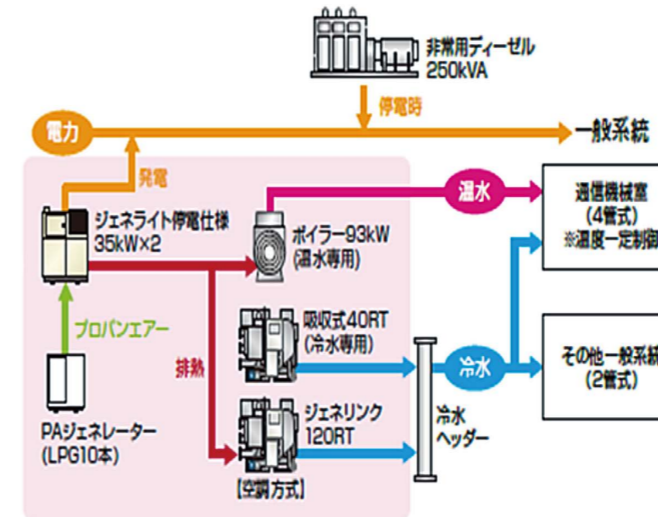 非常用ディーゼル
250kVA
停電時
電力
一般系統
発電
ジェネライト停電仕様
35kW×2
ボイラー93kW
(温水専用)
温水
通信機械室
(4管式)
※温度一定制御
プロパンエアー
排熱
吸収式40RT
(冷水専用)
冷水
その他一般系統
(2管式)
PAジェネレーター
(LPG10本)
ジェネリンク
120RT
冷水
ヘッダー
【空調方式】